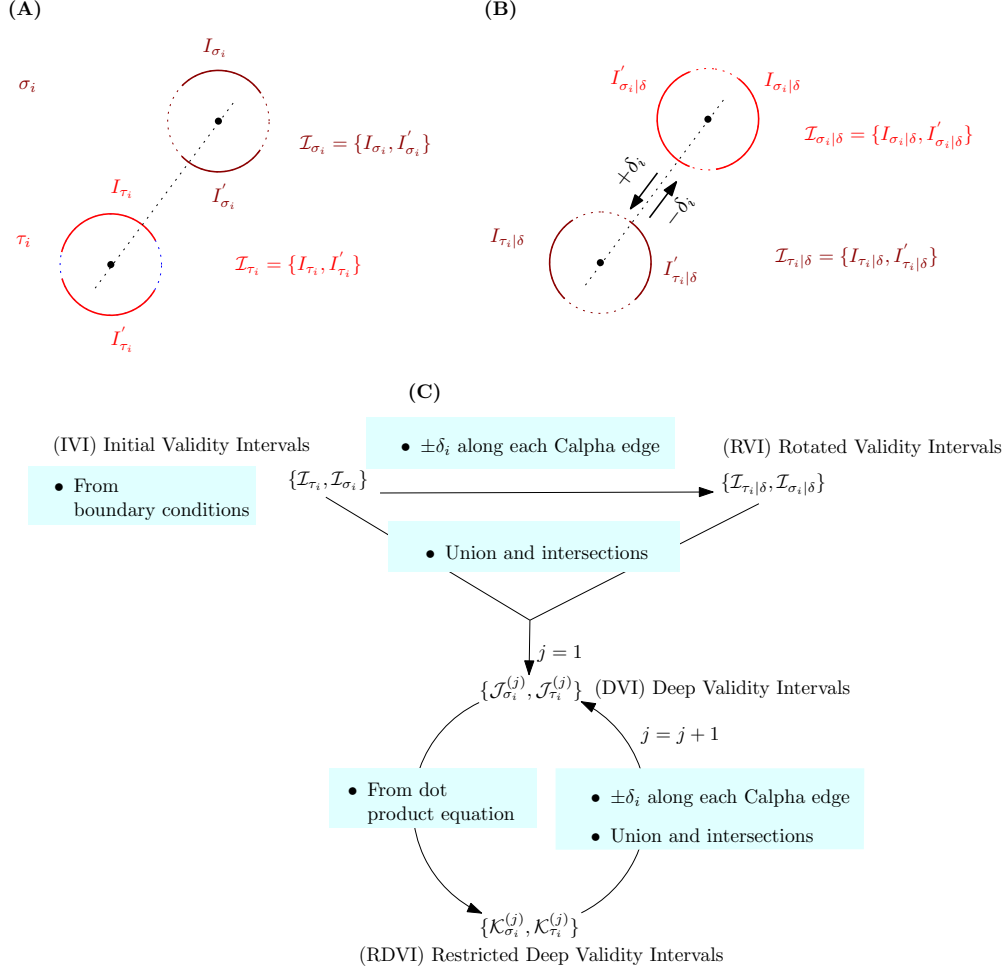 (A)
I_{σ_i}
σ_i
𝓘_{σ_i} = {I_{σ_i}, I'_{σ_i}}
I'_{σ_i}
I_{τ_i}
τ_i
𝓘_{τ_i} = {I_{τ_i}, I'_{τ_i}}
I'_{τ_i}
(B)
I'_{σ_i|δ}
I_{σ_i|δ}
𝓘_{σ_i|δ} = {I_{σ_i|δ}, I'_{σ_i|δ}}
+δ_i
−δ_i
I_{τ_i|δ}
I'_{τ_i|δ}
𝓘_{τ_i|δ} = {I_{τ_i|δ}, I'_{τ_i|δ}}
(C)
(IVI) Initial Validity Intervals
• ±δ_i along each Calpha edge
(RVI) Rotated Validity Intervals
• From
boundary conditions
{𝓘_{τ_i}, 𝓘_{σ_i}}
{𝓘_{τ_i|δ}, 𝓘_{σ_i|δ}}
• Union and intersections
j = 1
{𝓙^{(j)}_{σ_i}, 𝓙^{(j)}_{τ_i}} (DVI) Deep Validity Intervals
j = j + 1
• From dot
product equation
• ±δ_i along each Calpha edge
• Union and intersections
{𝓚^{(j)}_{σ_i}, 𝓚^{(j)}_{τ_i}}
(RDVI) Restricted Deep Validity Intervals